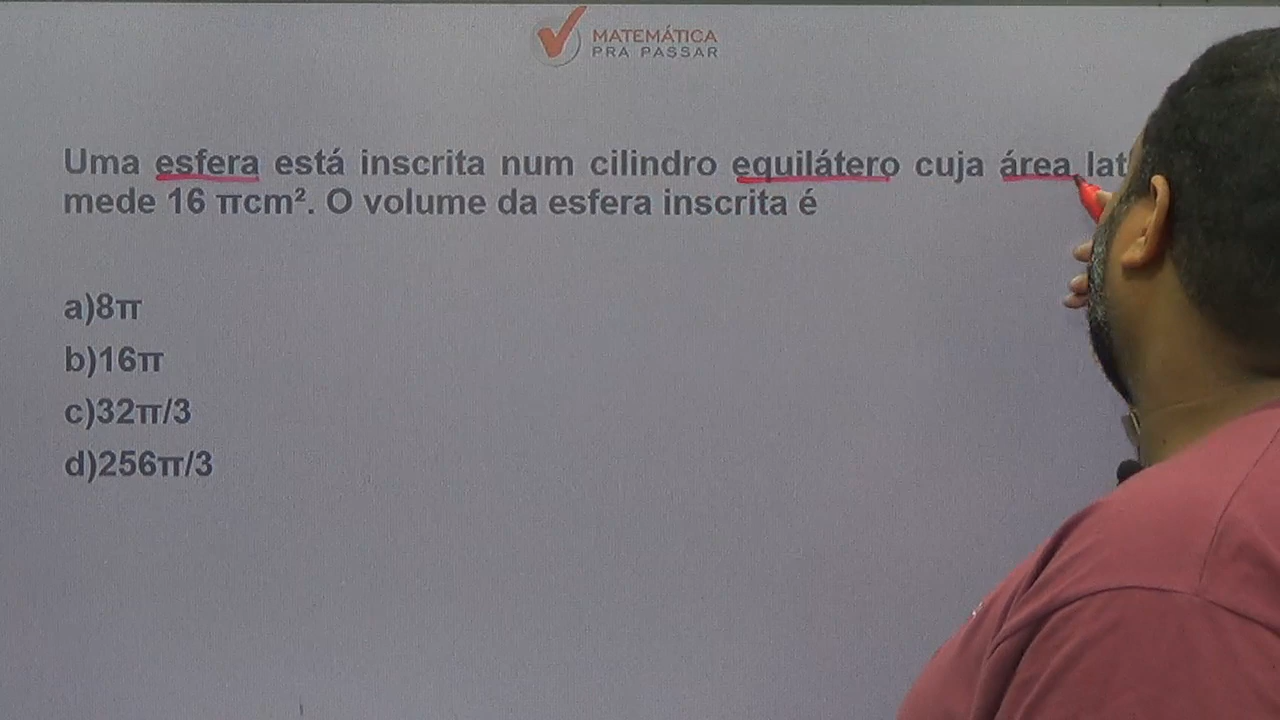 MATEMÁTICA
PRA PASSAR
Uma esfera está inscrita num cilindro equilátero cuja área
mede 16 πcm². O volume da esfera inscrita é
a)8π
b)16π
c)32π/3
d)256π/3